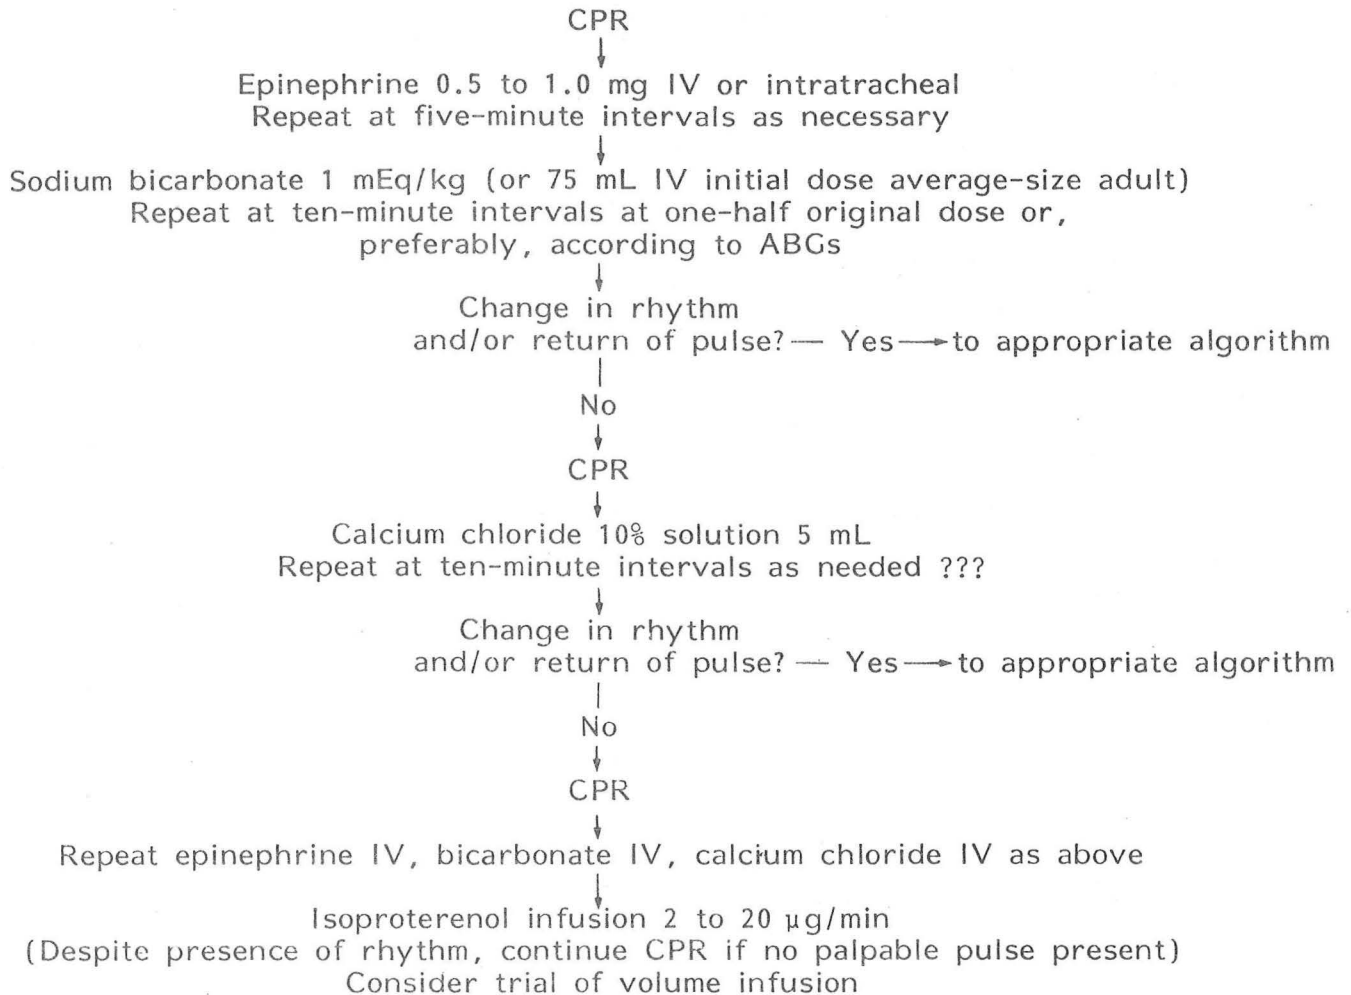 CPR
Epinephrine 0.5 to 1.0 mg IV or intratracheal
Repeat at five-minute intervals as necessary
Sodium bicarbonate 1 mEq/kg (or 75 mL IV initial dose average-size adult)
Repeat at ten-minute intervals at one-half original dose or,
preferably, according to ABGs
Change in rhythm
and/or return of pulse? — Yes → to appropriate algorithm
No
CPR
Calcium chloride 10% solution 5 mL
Repeat at ten-minute intervals as needed ???
Change in rhythm
and/or return of pulse? — Yes → to appropriate algorithm
No
CPR
Repeat epinephrine IV, bicarbonate IV, calcium chloride IV as above
Isoproterenol infusion 2 to 20 µg/min
(Despite presence of rhythm, continue CPR if no palpable pulse present)
Consider trial of volume infusion